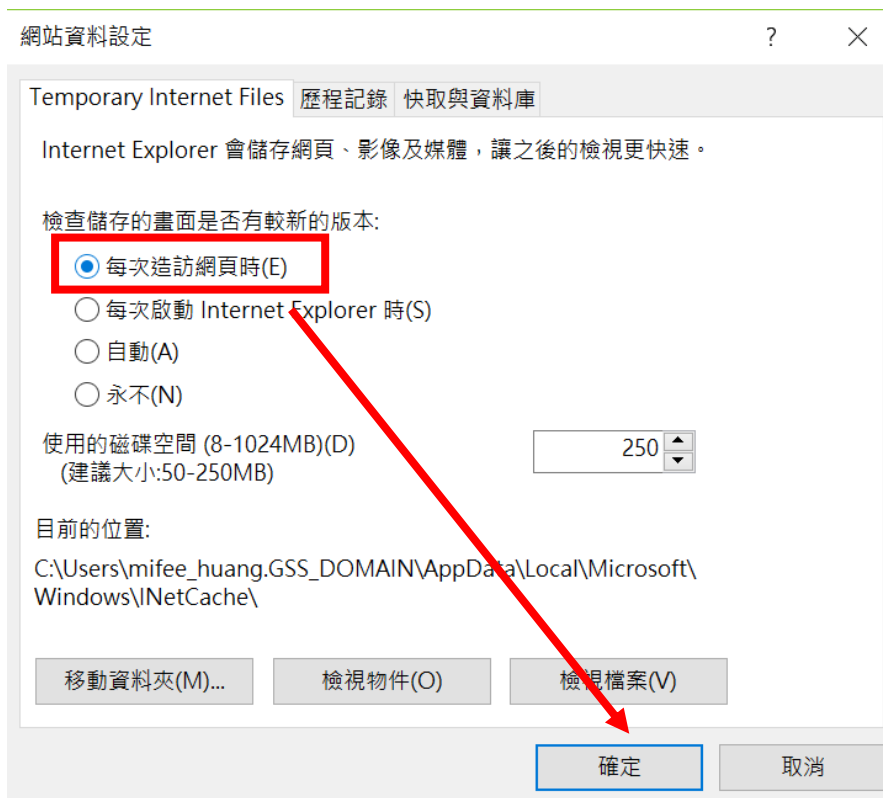 網站資料設定
?
Temporary Internet Files 歷程記錄 快取與資料庫
Internet Explorer 會儲存網頁、影像及媒體，讓之後的檢視更快速。
檢查儲存的畫面是否有較新的版本:
每次造訪網頁時(E)
每次啟動 Internet Explorer 時(S)
自動(A)
永不(N)
使用的磁碟空間 (8-1024MB)(D) 250
(建議大小:50-250MB)
目前的位置:
C:\Users\mifee_huang.GSS_DOMAIN\AppData\Local\Microsoft\
Windows\INetCache\
移動資料夾(M)... 檢視物件(O) 檢視檔案(V)
確定 取消